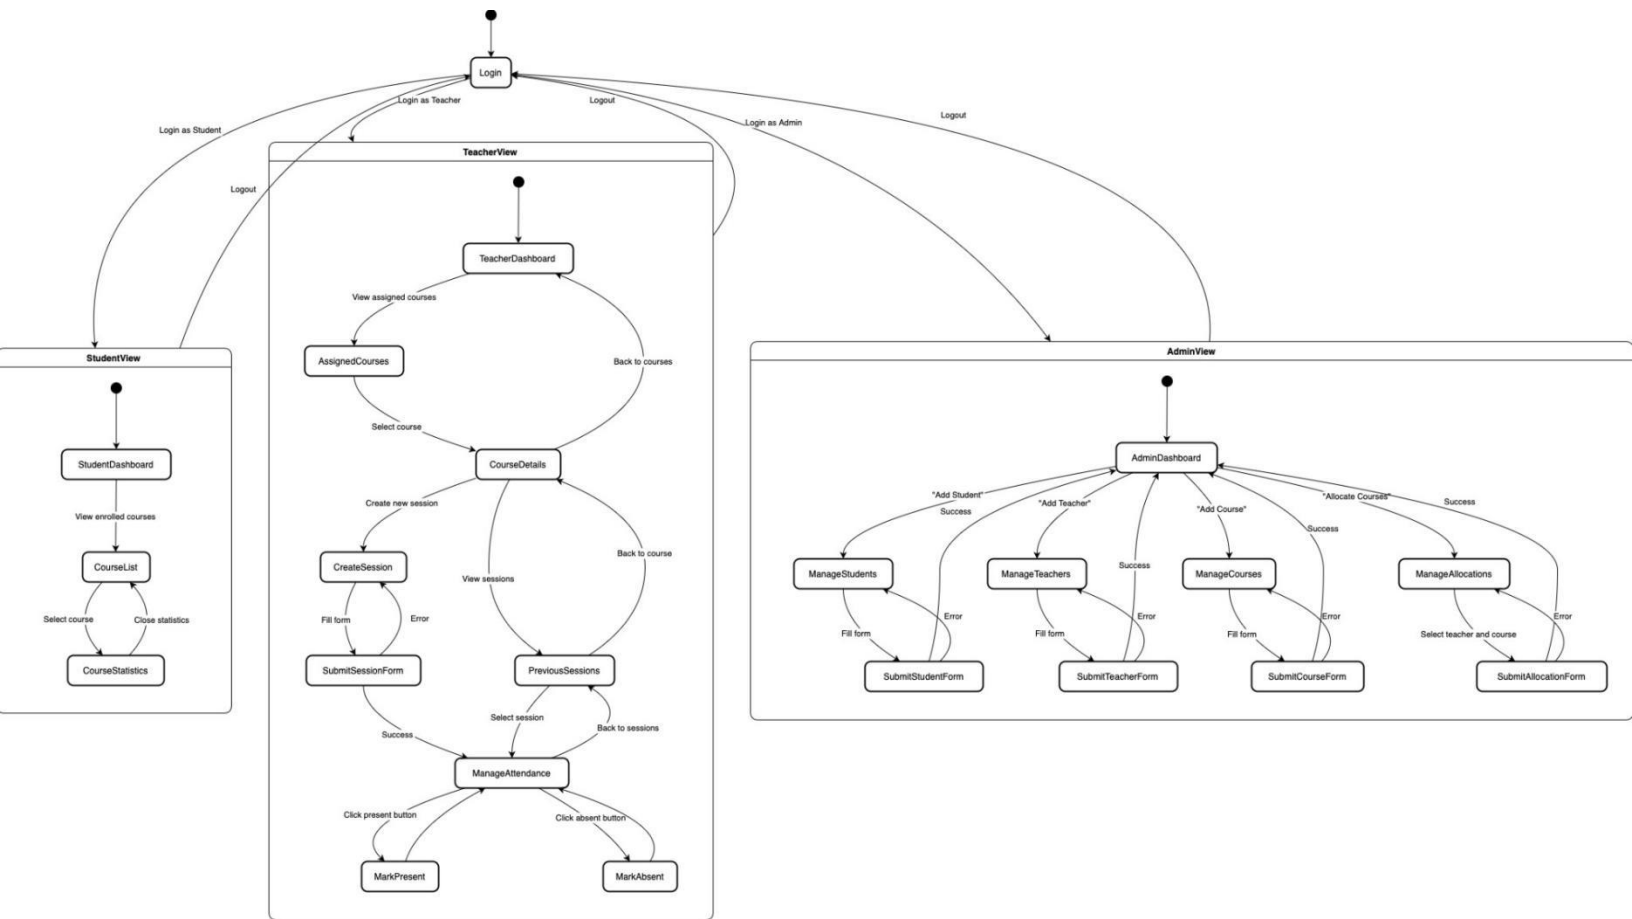 Login
Login as Student
Login as Teacher
Logout
Login as Admin
Logout
Logout
StudentView
StudentDashboard
View enrolled courses
CourseList
Select course
Close statistics
CourseStatistics
TeacherView
TeacherDashboard
View assigned courses
AssignedCourses
Back to courses
Select course
CourseDetails
Create new session
CreateSession
View sessions
Back to course
Fill form
Error
SubmitSessionForm
PreviousSessions
Select session
Back to sessions
Success
ManageAttendance
Click present button
Click absent button
MarkPresent
MarkAbsent
AdminView
AdminDashboard
"Add Student"
Success
"Add Teacher"
"Add Course"
"Allocate Courses"
Success
Success
Success
ManageStudents
ManageTeachers
ManageCourses
ManageAllocations
Fill form
Error
Fill form
Error
Fill form
Error
Select teacher and course
Error
SubmitStudentForm
SubmitTeacherForm
SubmitCourseForm
SubmitAllocationForm